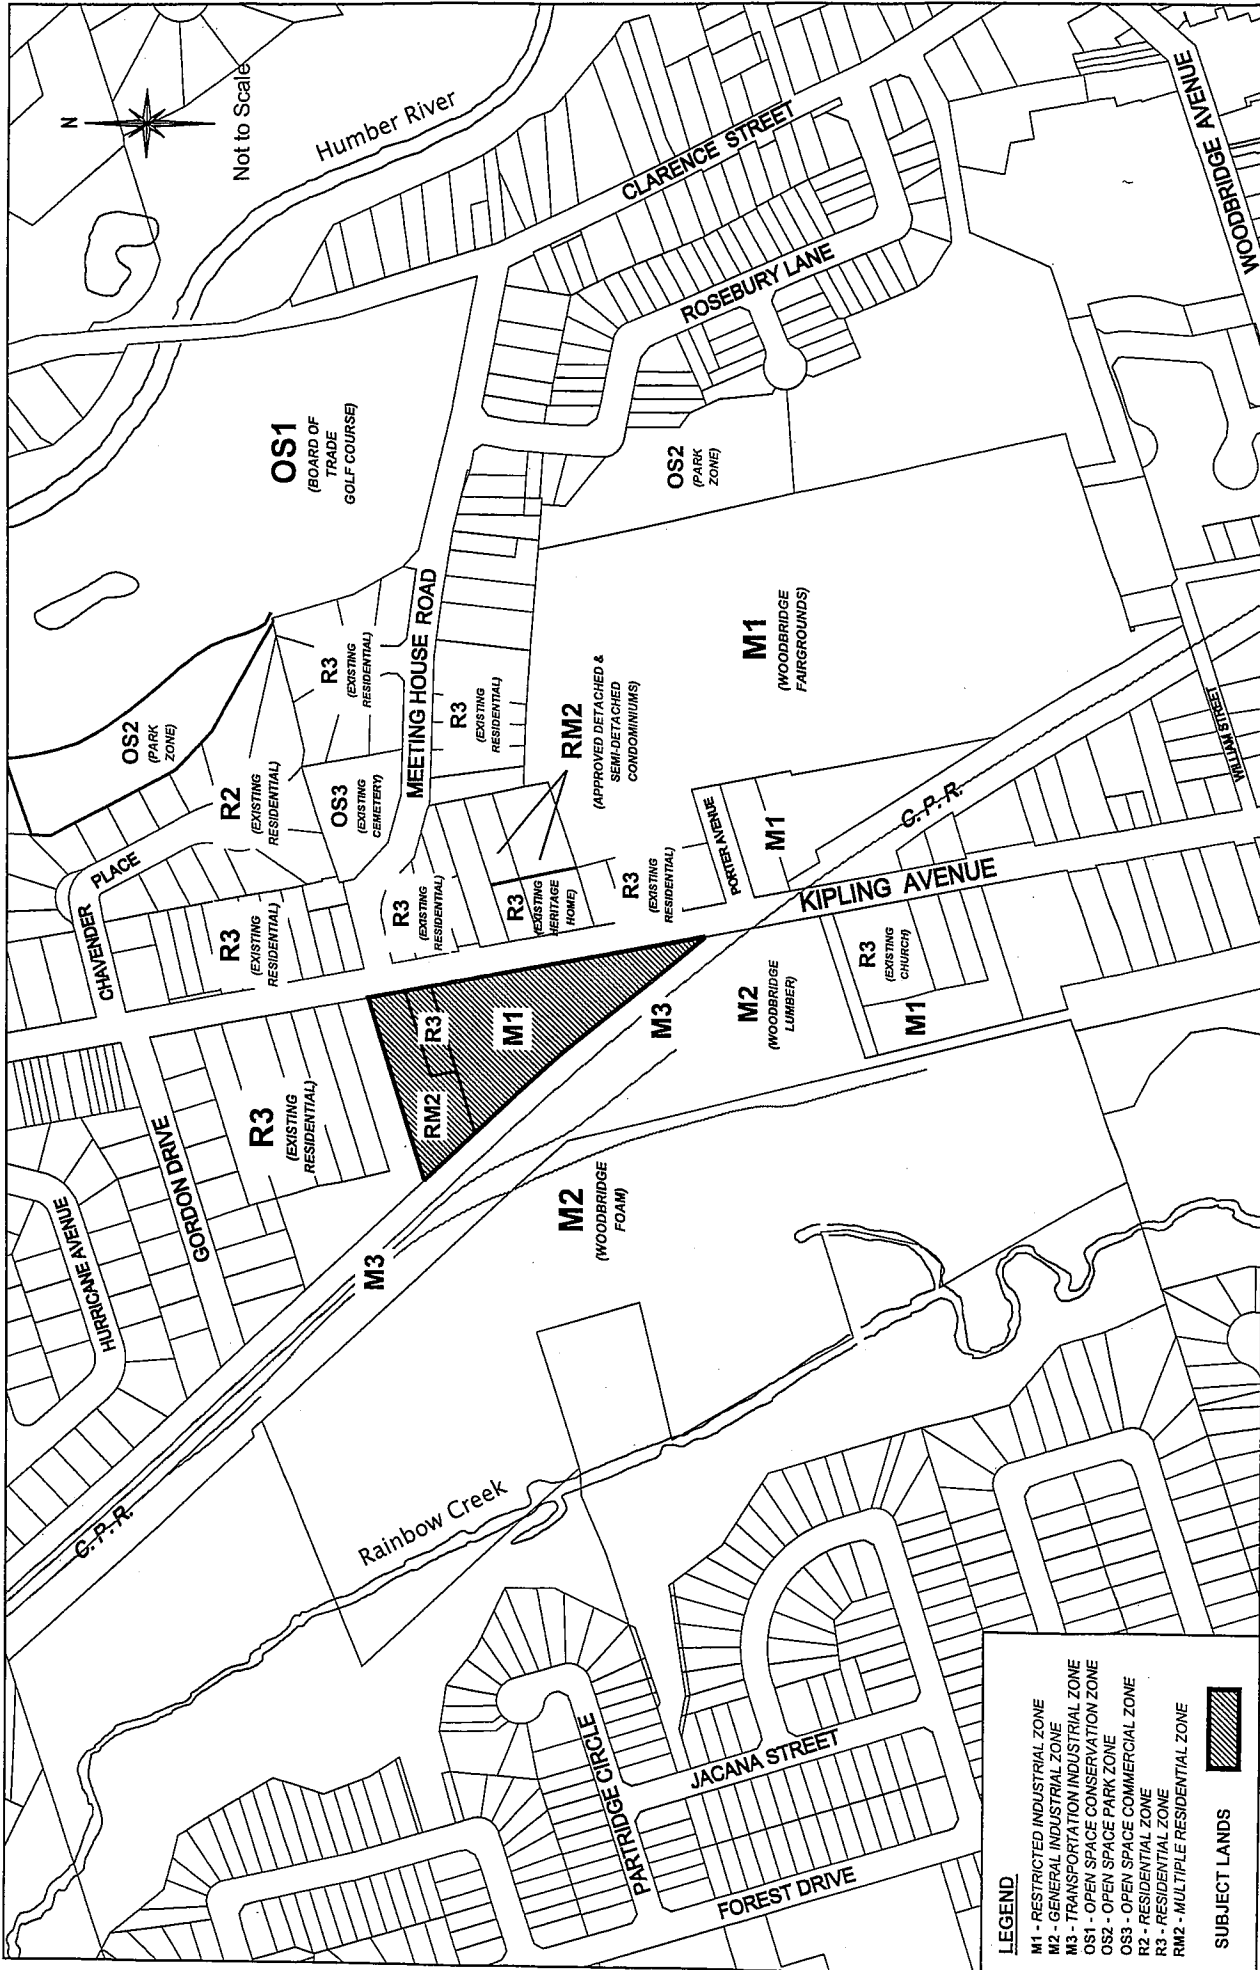 N
Not to Scale
Humber River
CLARENCE STREET
ROSEBURY LANE
WOODBRIDGE AVENUE
OS1
(BOARD OF
TRADE
GOLF COURSE)
OS2
(PARK
ZONE)
OS2
(PARK
ZONE)
R3
(EXISTING
RESIDENTIAL)
MEETING HOUSE ROAD
R3
(EXISTING
RESIDENTIAL)
RM2
(APPROVED DETACHED &
SEMI-DETACHED
CONDOMINIUMS)
M1
(WOODBRIDGE
FAIRGROUNDS)
R2
(EXISTING
RESIDENTIAL)
OS3
(EXISTING
CEMETERY)
CHAVENDER
PLACE
R3
(EXISTING
RESIDENTIAL)
R3
(EXISTING
RESIDENTIAL)
R3
(EXISTING
HERITAGE
HOME)
R3
(EXISTING
RESIDENTIAL)
PORTER AVENUE
M1
C.P.R.
WILLIAM STREET
KIPLING AVENUE
R3
(EXISTING
CHURCH)
M1
M2
(WOODBRIDGE
LUMBER)
M3
R3
M1
RM2
R3
(EXISTING
RESIDENTIAL)
GORDON DRIVE
HURRICANE AVENUE
M3
M2
(WOODBRIDGE
FOAM)
C.P.R.
Rainbow Creek
PARTRIDGE CIRCLE
JACANA STREET
FOREST DRIVE
LEGEND
M1 - RESTRICTED INDUSTRIAL ZONE
M2 - GENERAL INDUSTRIAL ZONE
M3 - TRANSPORTATION INDUSTRIAL ZONE
OS1 - OPEN SPACE CONSERVATION ZONE
OS2 - OPEN SPACE PARK ZONE
OS3 - OPEN SPACE COMMERCIAL ZONE
R2 - RESIDENTIAL ZONE
R3 - RESIDENTIAL ZONE
RM2 - MULTIPLE RESIDENTIAL ZONE
SUBJECT LANDS